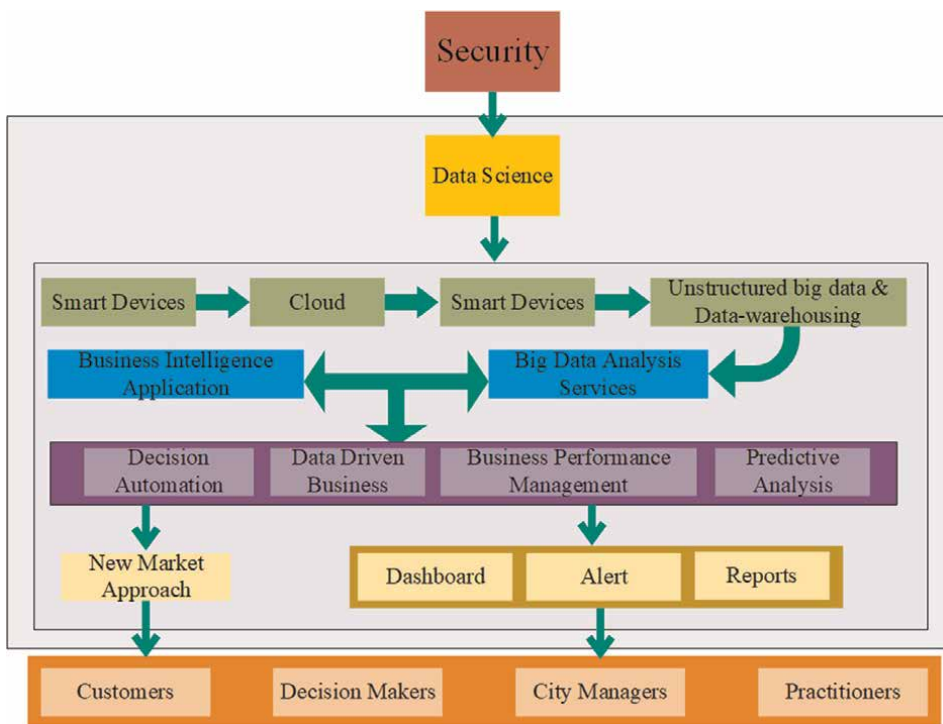 Security
Data Science
Smart Devices
Cloud
Smart Devices
Unstructured big data &
Data-warehousing
Business Intelligence
Application
Big Data Analysis
Services
Decision
Automation
Data Driven
Business
Business Performance
Management
Predictive
Analysis
New Market
Approach
Dashboard
Alert
Reports
Customers
Decision Makers
City Managers
Practitioners